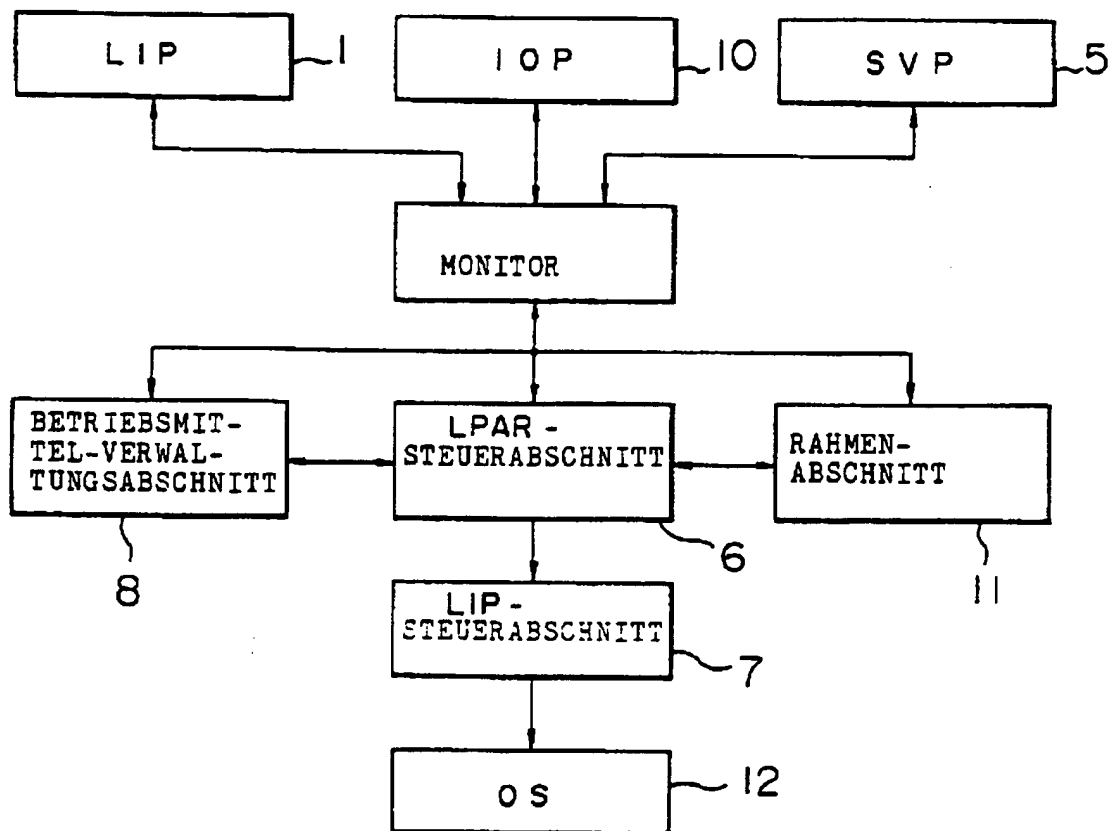 LIP
1
IOP
10
SVP
5
MONITOR
BETRIEBSMIT-
TEL-VERWAL-
TUNGSABSCHNITT
8
LPAR-
STEUERABSCHNITT
6
RAHMEN-
ABSCHNITT
11
LIP-
STEUERABSCHNITT
7
OS
12